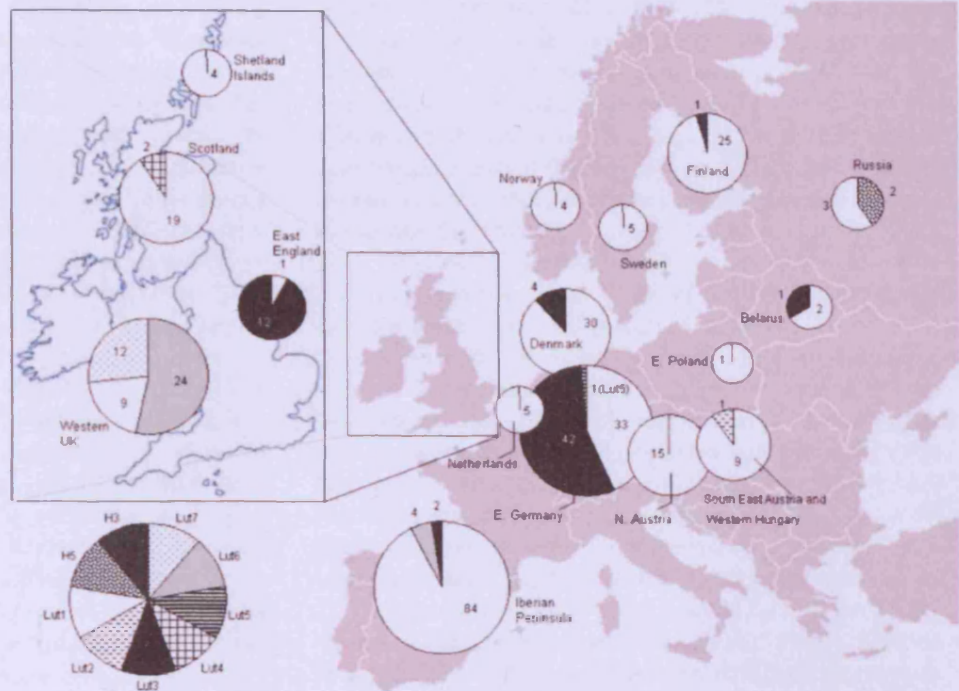 4
Shetland
Islands
2
Scotland
19
East
England
1
12
12
24
9
Western
UK
1
25
Finland
Russia
2
3
Norway
4
5
Sweden
4
30
Denmark
1
2
Belarus
E. Poland
1
1(Lut5)
33
42
5
Netherlands
E. Germany
15
N. Austria
1
9
South East Austria and
Western Hungary
4
2
84
Iberian
Peninsula
H3
Lut7
H5
Lut6
Lut1
Lut5
Lut2
Lut4
Lut3